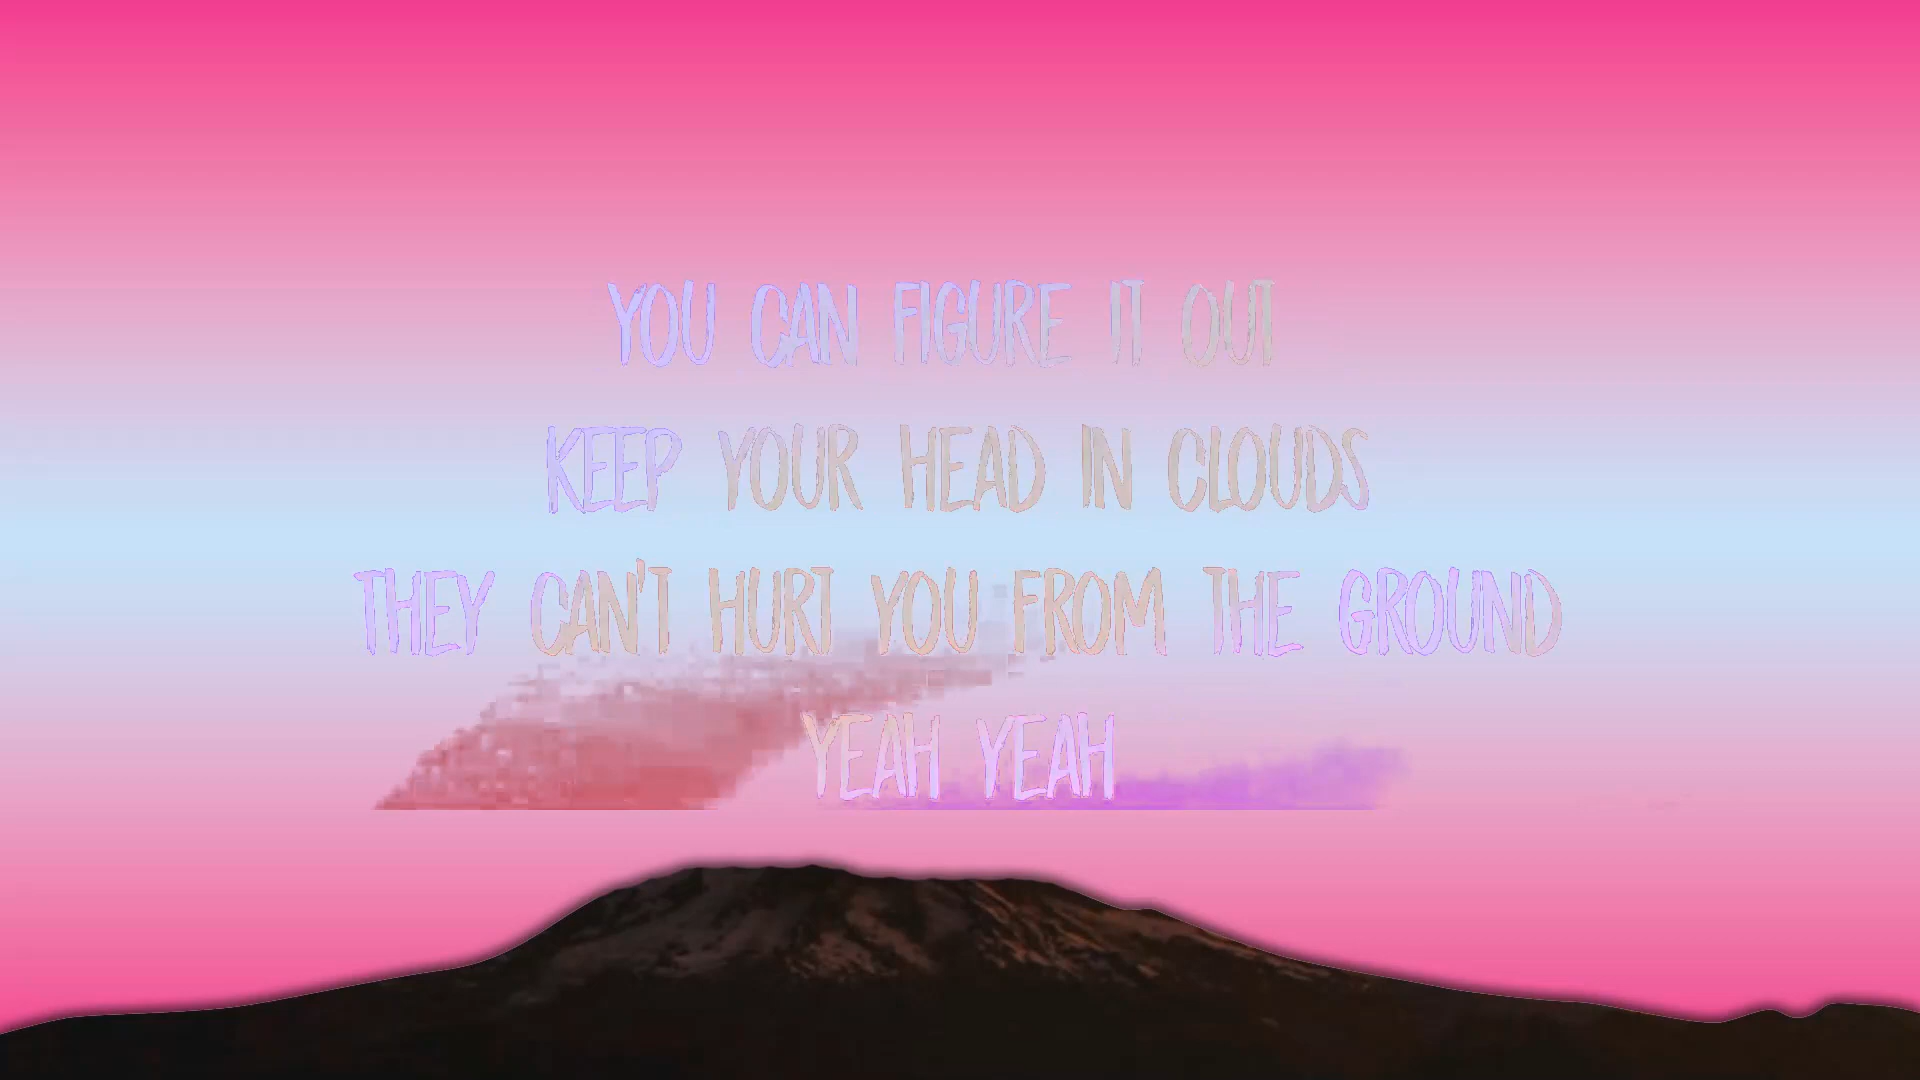 YOU CAN FIGURE IT OUT
KEEP YOUR HEAD IN CLOUDS
THEY CAN'T HURT YOU FROM THE GROUND
YEAH YEAH